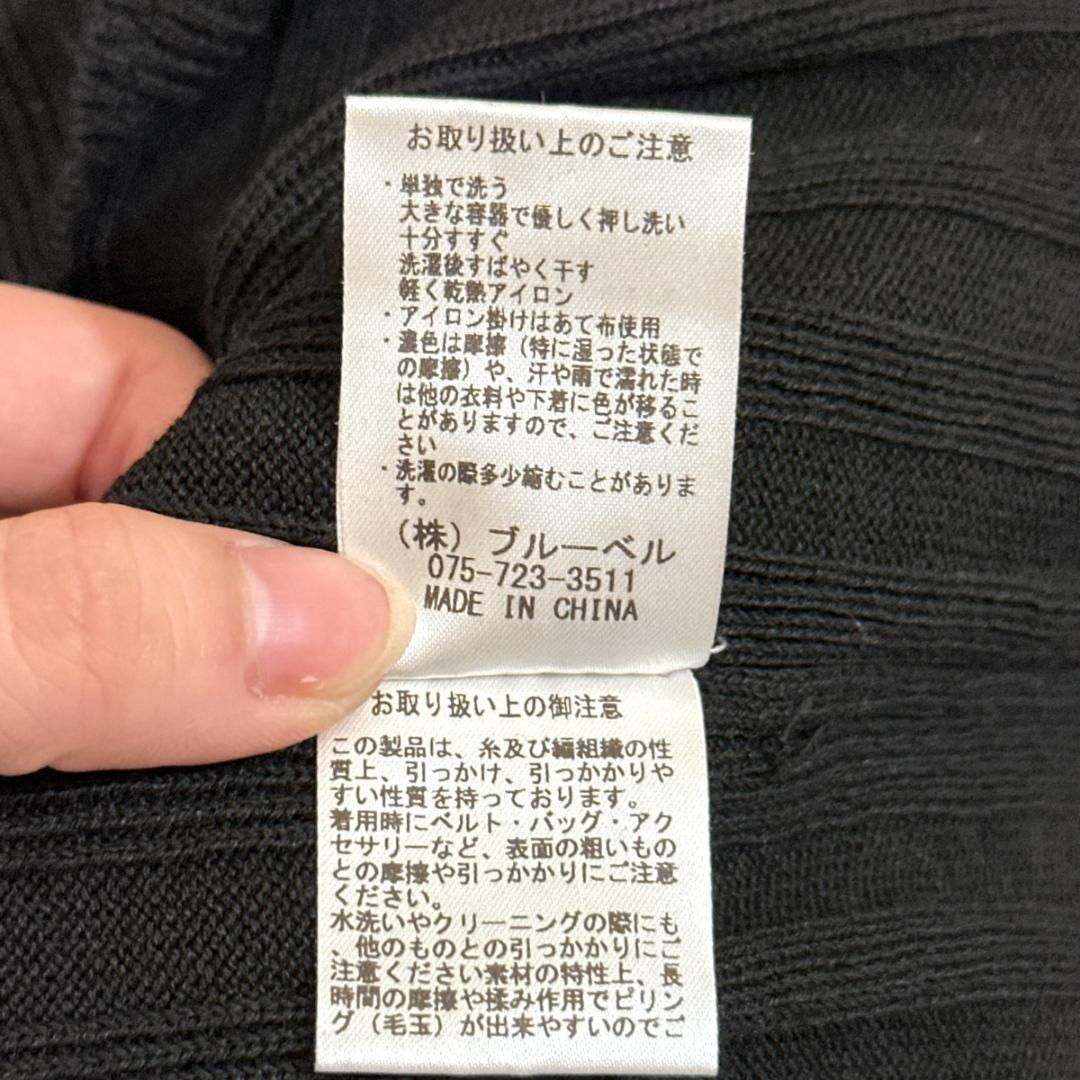 お取り扱い上のご注意
・単独で洗う
大きな容器で優しく押し洗い
十分すすぐ
洗濯後すばやく干す
軽く乾熱アイロン
・アイロン掛けはあて布使用
・濃色は摩擦（特に湿った状態で
の摩擦）や、汗や雨で濡れた時
は他の衣料や下着に色が移るこ
とがありますので、ご注意くだ
さい
・洗濯の際多少縮むことがありま
す。
（株）ブルーベル
075-723-3511
MADE IN CHINA
お取り扱い上の御注意
この製品は、糸及び編組織の性
質上、引っかけ、引っかかりや
すい性質を持っております。
着用時にベルト・バッグ・アク
セサリーなど、表面の粗いもの
との摩擦や引っかかりにご注意
ください。
水洗いやクリーニングの際にも
、他のものとの引っかかりにご
注意ください素材の特性上、長
時間の摩擦や揉み作用でピリン
グ（毛玉）が出来やすいのでご